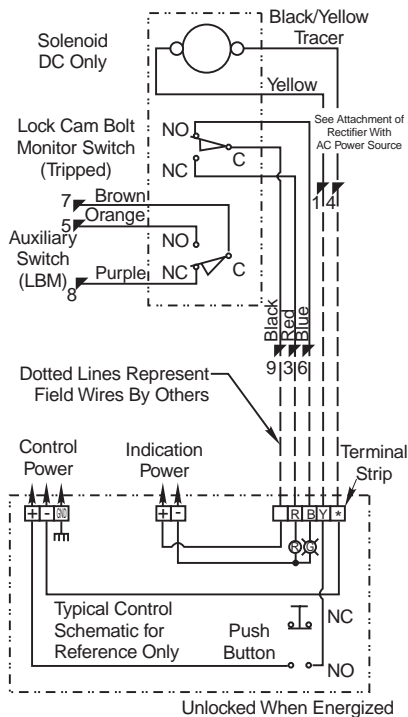 Black/Yellow
Tracer
Solenoid
DC Only
Yellow
See Attachment of
Rectifier With
AC Power Source
Lock Cam Bolt
Monitor Switch
(Tripped)
NO
C
NC
1 4
7 Brown
5 Orange
Auxiliary
Switch
(LBM)
NO
NC
C
8 Purple
Black
Red
Blue
9 3 6
Dotted Lines Represent
Field Wires By Others
Control
Power
Indication
Power
Terminal
Strip
+ - GND
+ -
R B Y *
R G
Typical Control
Schematic for
Reference Only
Push
Button
NC
NO
Unlocked When Energized